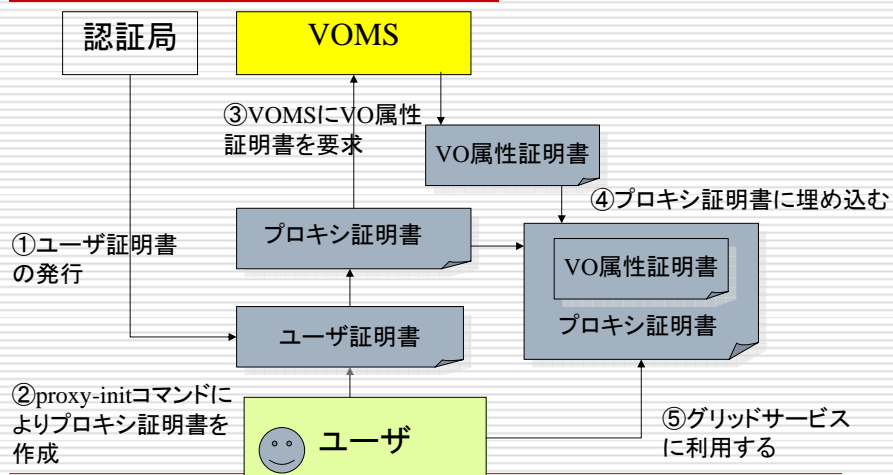 認証局
VOMS
③VOMSにVO属性
証明書を要求
VO属性証明書
④プロキシ証明書に埋め込む
プロキシ証明書
①ユーザ証明書
の発行
VO属性証明書
プロキシ証明書
ユーザ証明書
②proxy-initコマンドに
よりプロキシ証明書を
作成
ユーザ
⑤グリッドサービス
に利用する